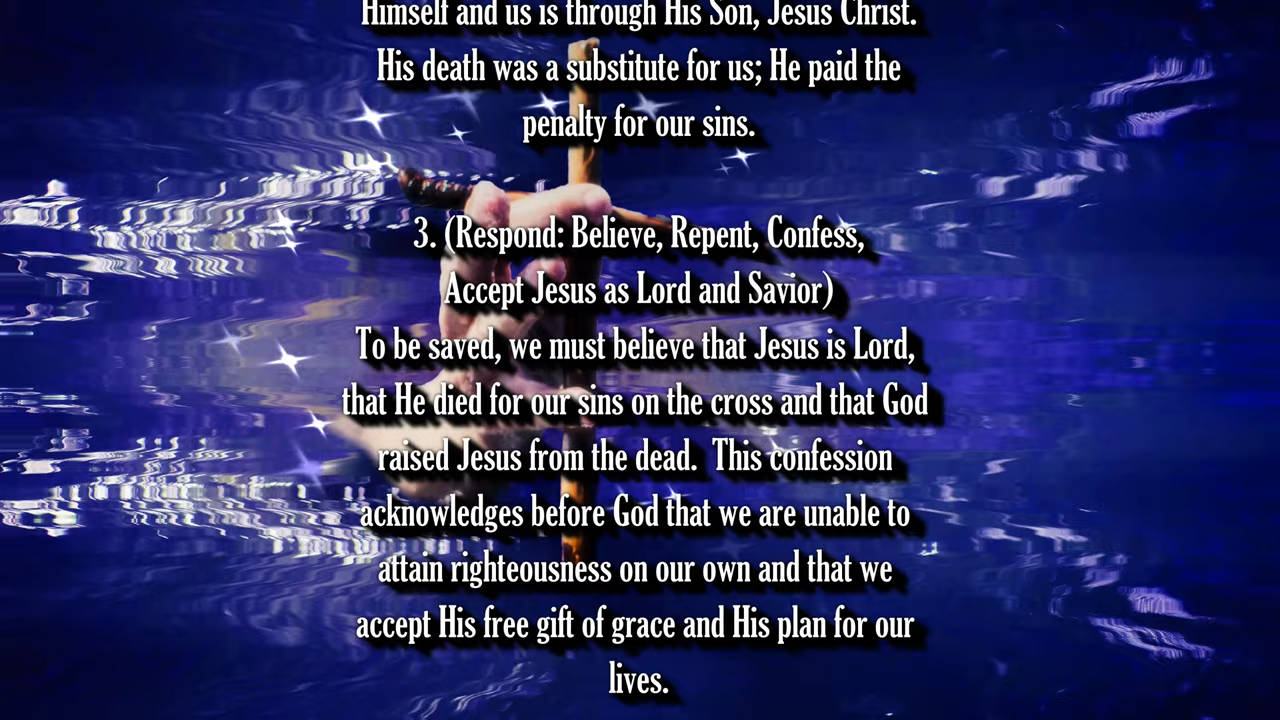 Himself and us is through His Son, Jesus Christ.
His death was a substitute for us; He paid the
penalty for our sins.
3. (Respond: Believe, Repent, Confess,
Accept Jesus as Lord and Savior)
To be saved, we must believe that Jesus is Lord,
that He died for our sins on the cross and that God
raised Jesus from the dead.  This confession
acknowledges before God that we are unable to
attain righteousness on our own and that we
accept His free gift of grace and His plan for our
lives.